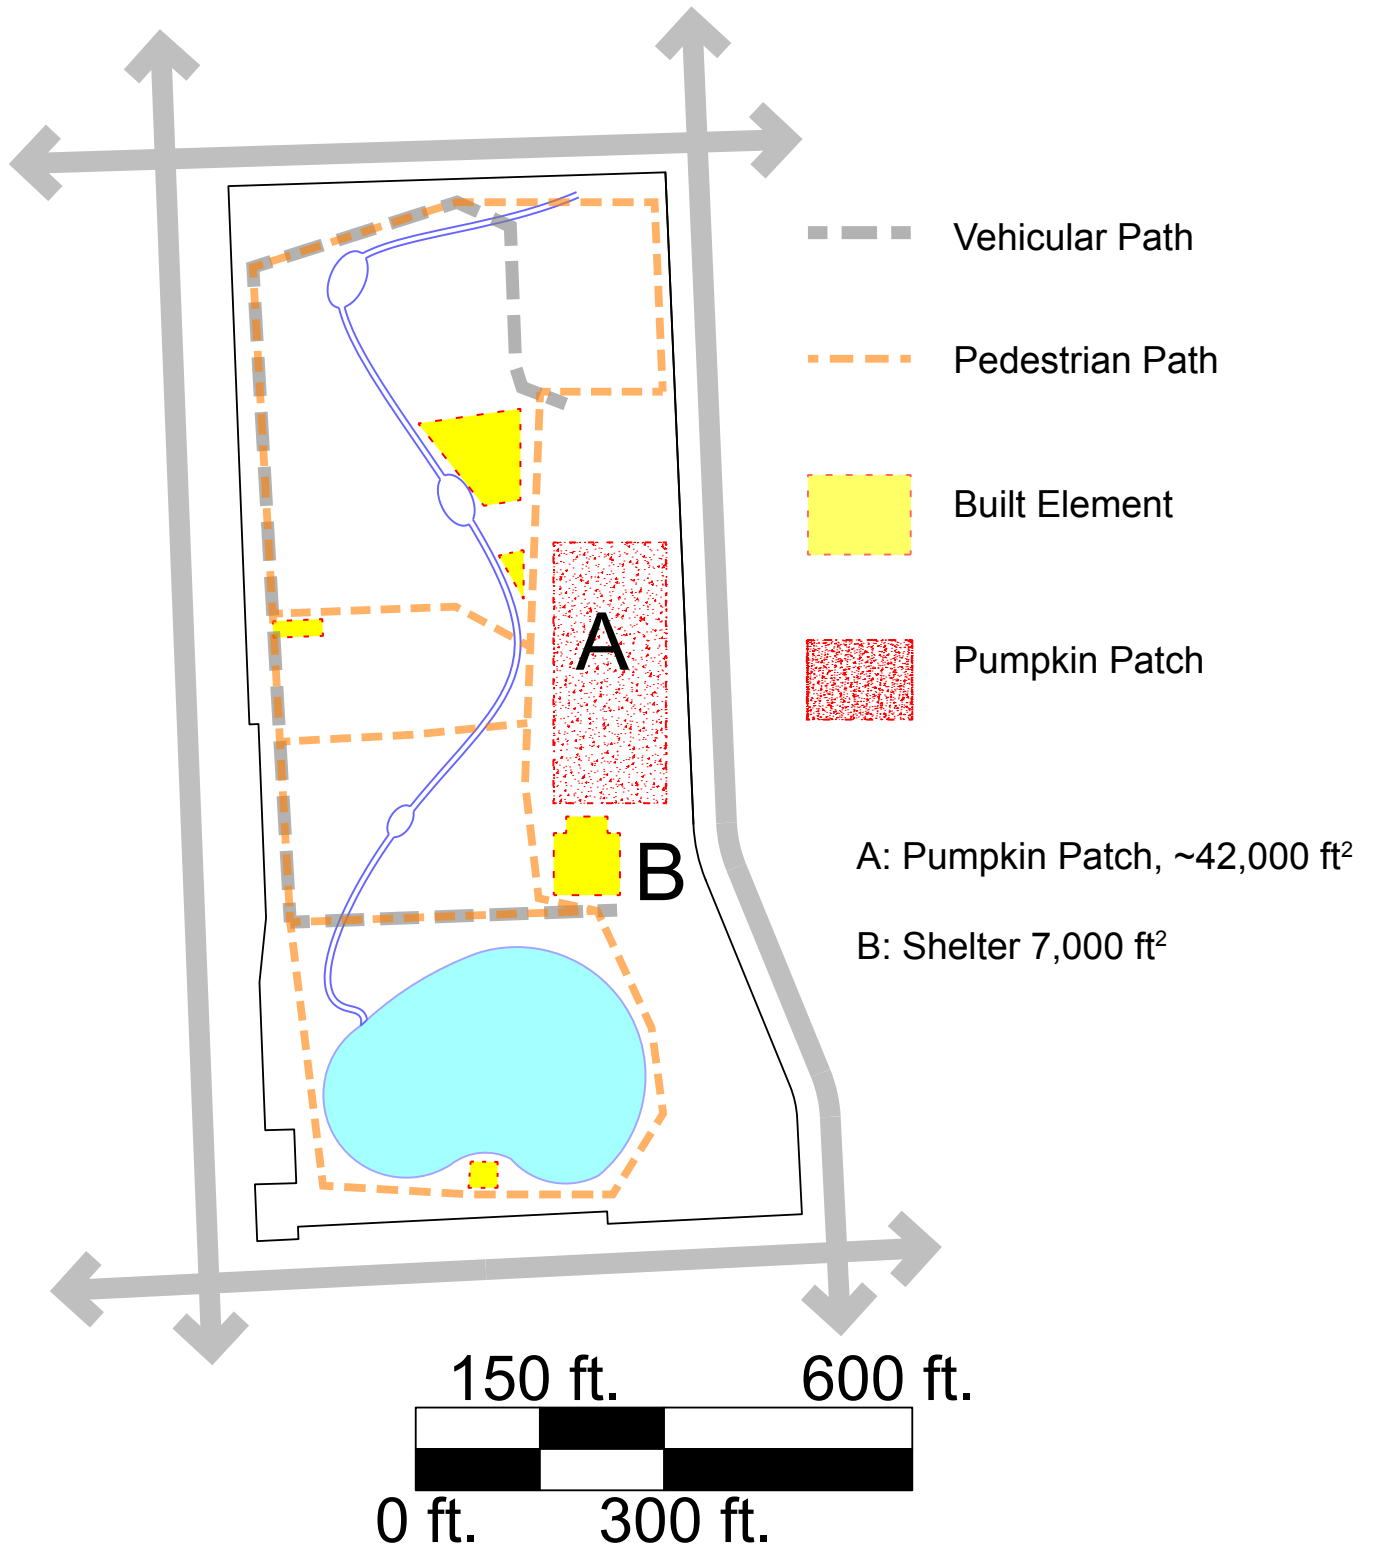 Vehicular Path
Pedestrian Path
Built Element
Pumpkin Patch
A
B
A: Pumpkin Patch, ~42,000 ft²
B: Shelter 7,000 ft²
150 ft.
600 ft.
0 ft.
300 ft.